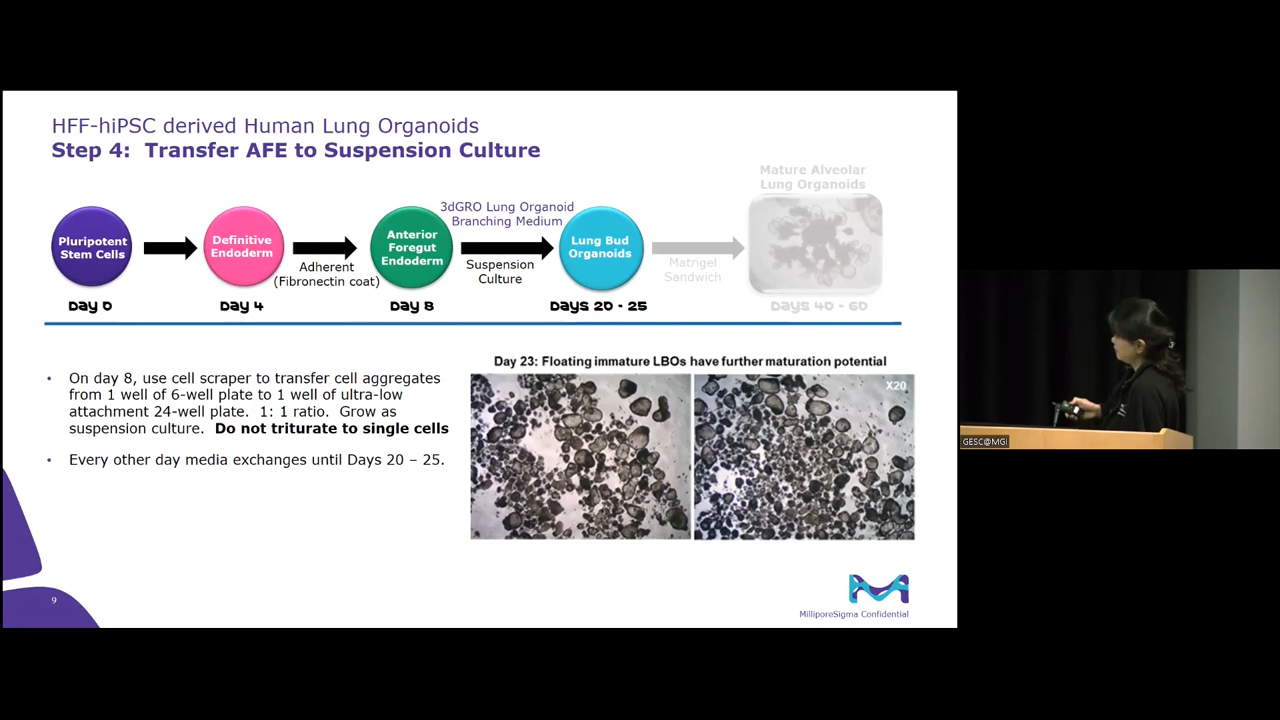 HFF-hiPSC derived Human Lung Organoids
Step 4: Transfer AFE to Suspension Culture
Pluripotent
Stem Cells
Day 0
Definitive
Endoderm
Day 4
Adherent
(Fibronectin coat)
Anterior
Foregut
Endoderm
Day 8
3dGRO Lung Organoid
Branching Medium
Suspension
Culture
Lung Bud
Organoids
Days 20 - 25
Matrigel
Sandwich
Mature Alveolar
Lung Organoids
Days 40 - 60
• On day 8, use cell scraper to transfer cell aggregates
from 1 well of 6-well plate to 1 well of ultra-low
attachment 24-well plate. 1: 1 ratio. Grow as
suspension culture. Do not triturate to single cells
• Every other day media exchanges until Days 20 – 25.
Day 23: Floating immature LBOs have further maturation potential
X20
9
MilliporeSigma Confidential
GESC@MGI